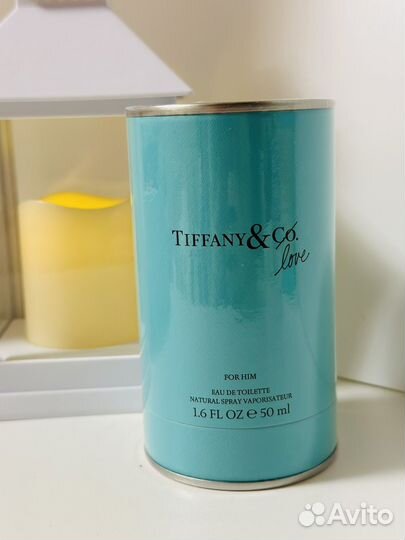 TIFFANY & CO.
love
FOR HIM
EAU DE TOILETTE
NATURAL SPRAY VAPORISATEUR
1.6 FL OZ e 50 ml
Avito